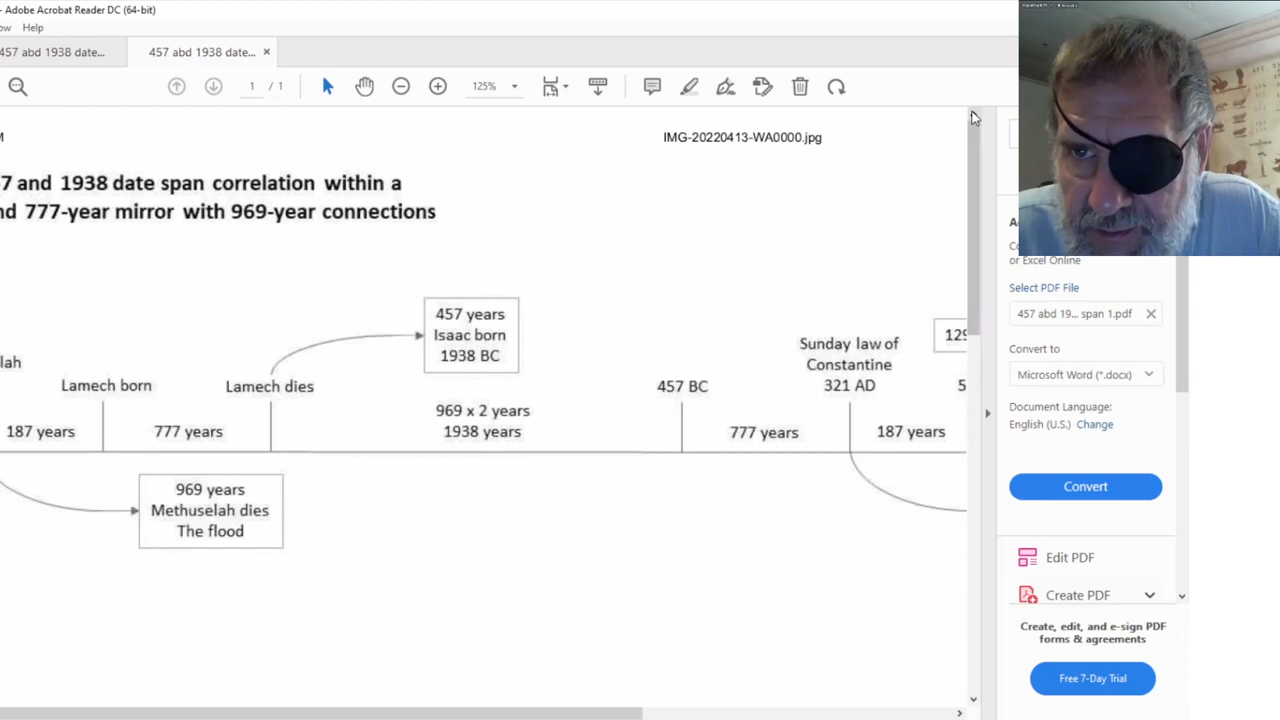 - Adobe Acrobat Reader DC (64-bit)
ow Help
457 abd 1938 date...
457 abd 1938 date... ×
1 / 1
125%
M
IMG-20220413-WA0000.jpg
7 and 1938 date span correlation within a
nd 777-year mirror with 969-year connections
457 years
Isaac born
1938 BC
129
Sunday law of
Constantine
321 AD
lah
Lamech born
Lamech dies
457 BC
5
969 x 2 years
1938 years
187 years
777 years
777 years
187 years
969 years
Methuselah dies
The flood
A
Co
or Excel Online
Select PDF File
457 abd 19... span 1.pdf
Convert to
Microsoft Word (*.docx)
Document Language:
English (U.S.) Change
Convert
Edit PDF
Create PDF
Create, edit, and e-sign PDF
forms & agreements
Free 7-Day Trial